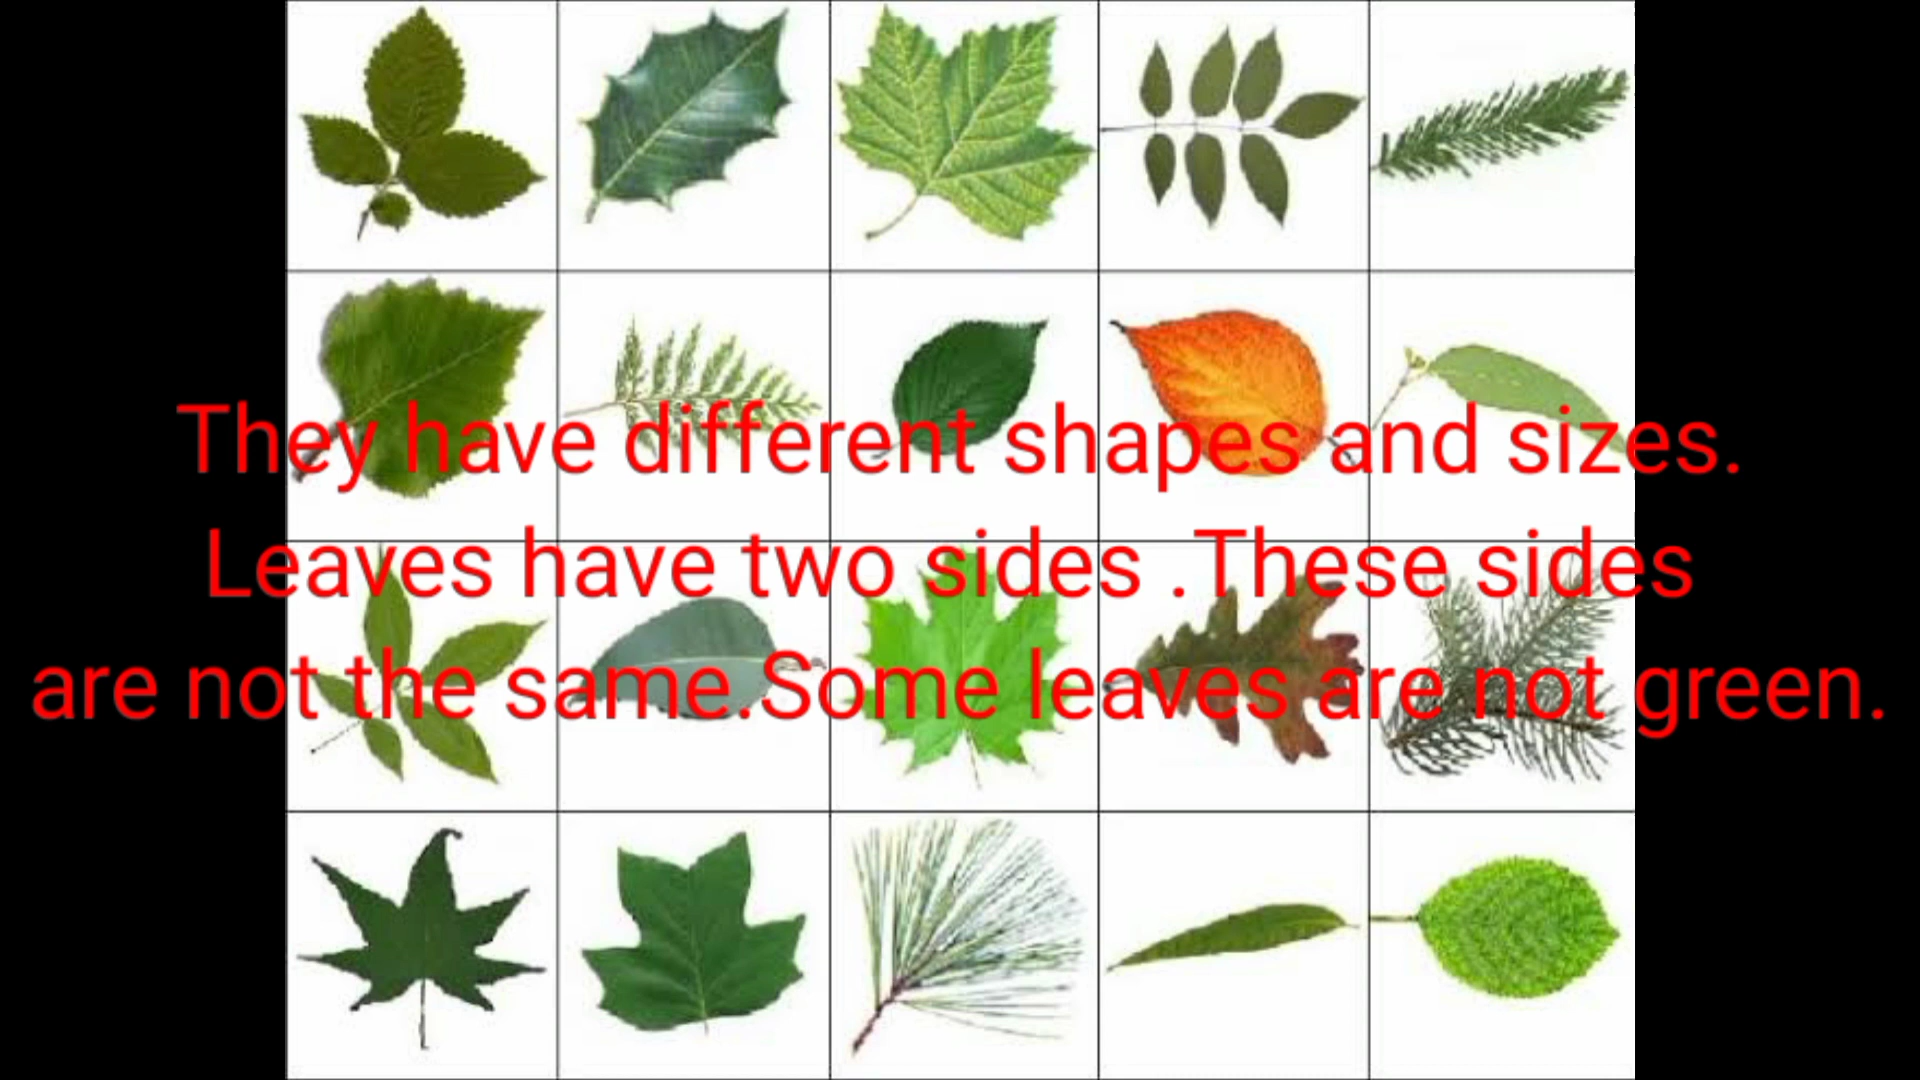 They have different shapes and sizes.
Leaves have two sides .These sides
are not the same.Some leaves are not green.